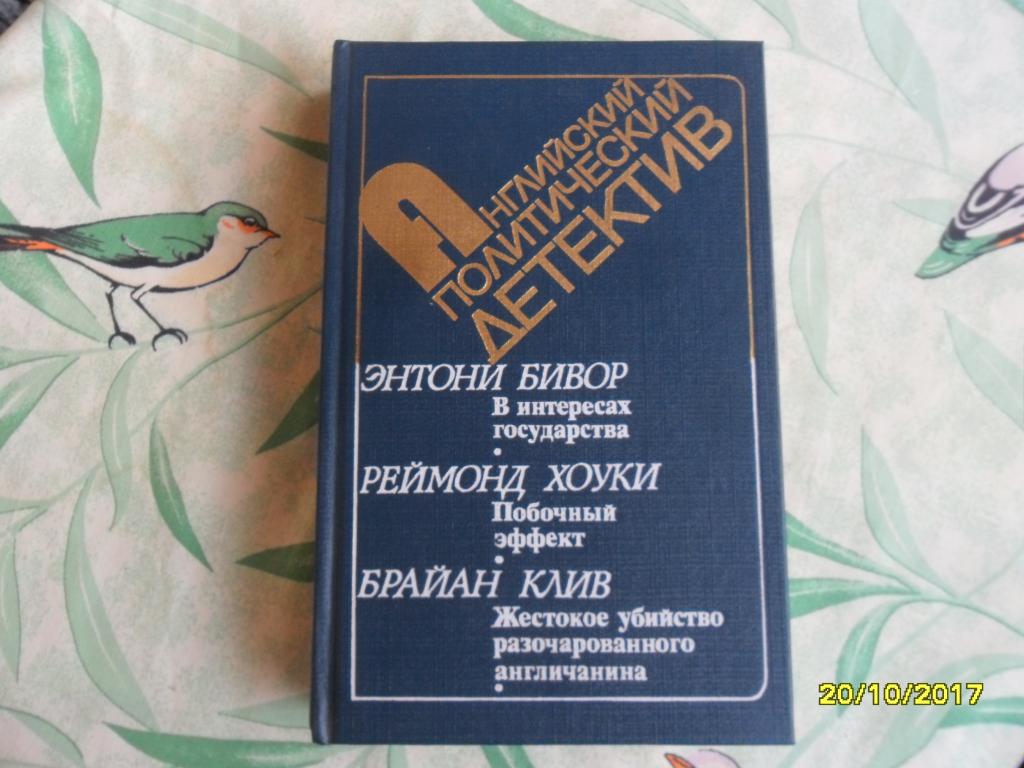 АНГЛИЙСКИЙ
ПОЛИТИЧЕСКИЙ
ДЕТЕКТИВ
ЭНТОНИ БИВОР
В интересах
государства
РЕЙМОНД ХОУКИ
Побочный
эффект
БРАЙАН КЛИВ
Жестокое убийство
разочарованного
англичанина
20/10/2017